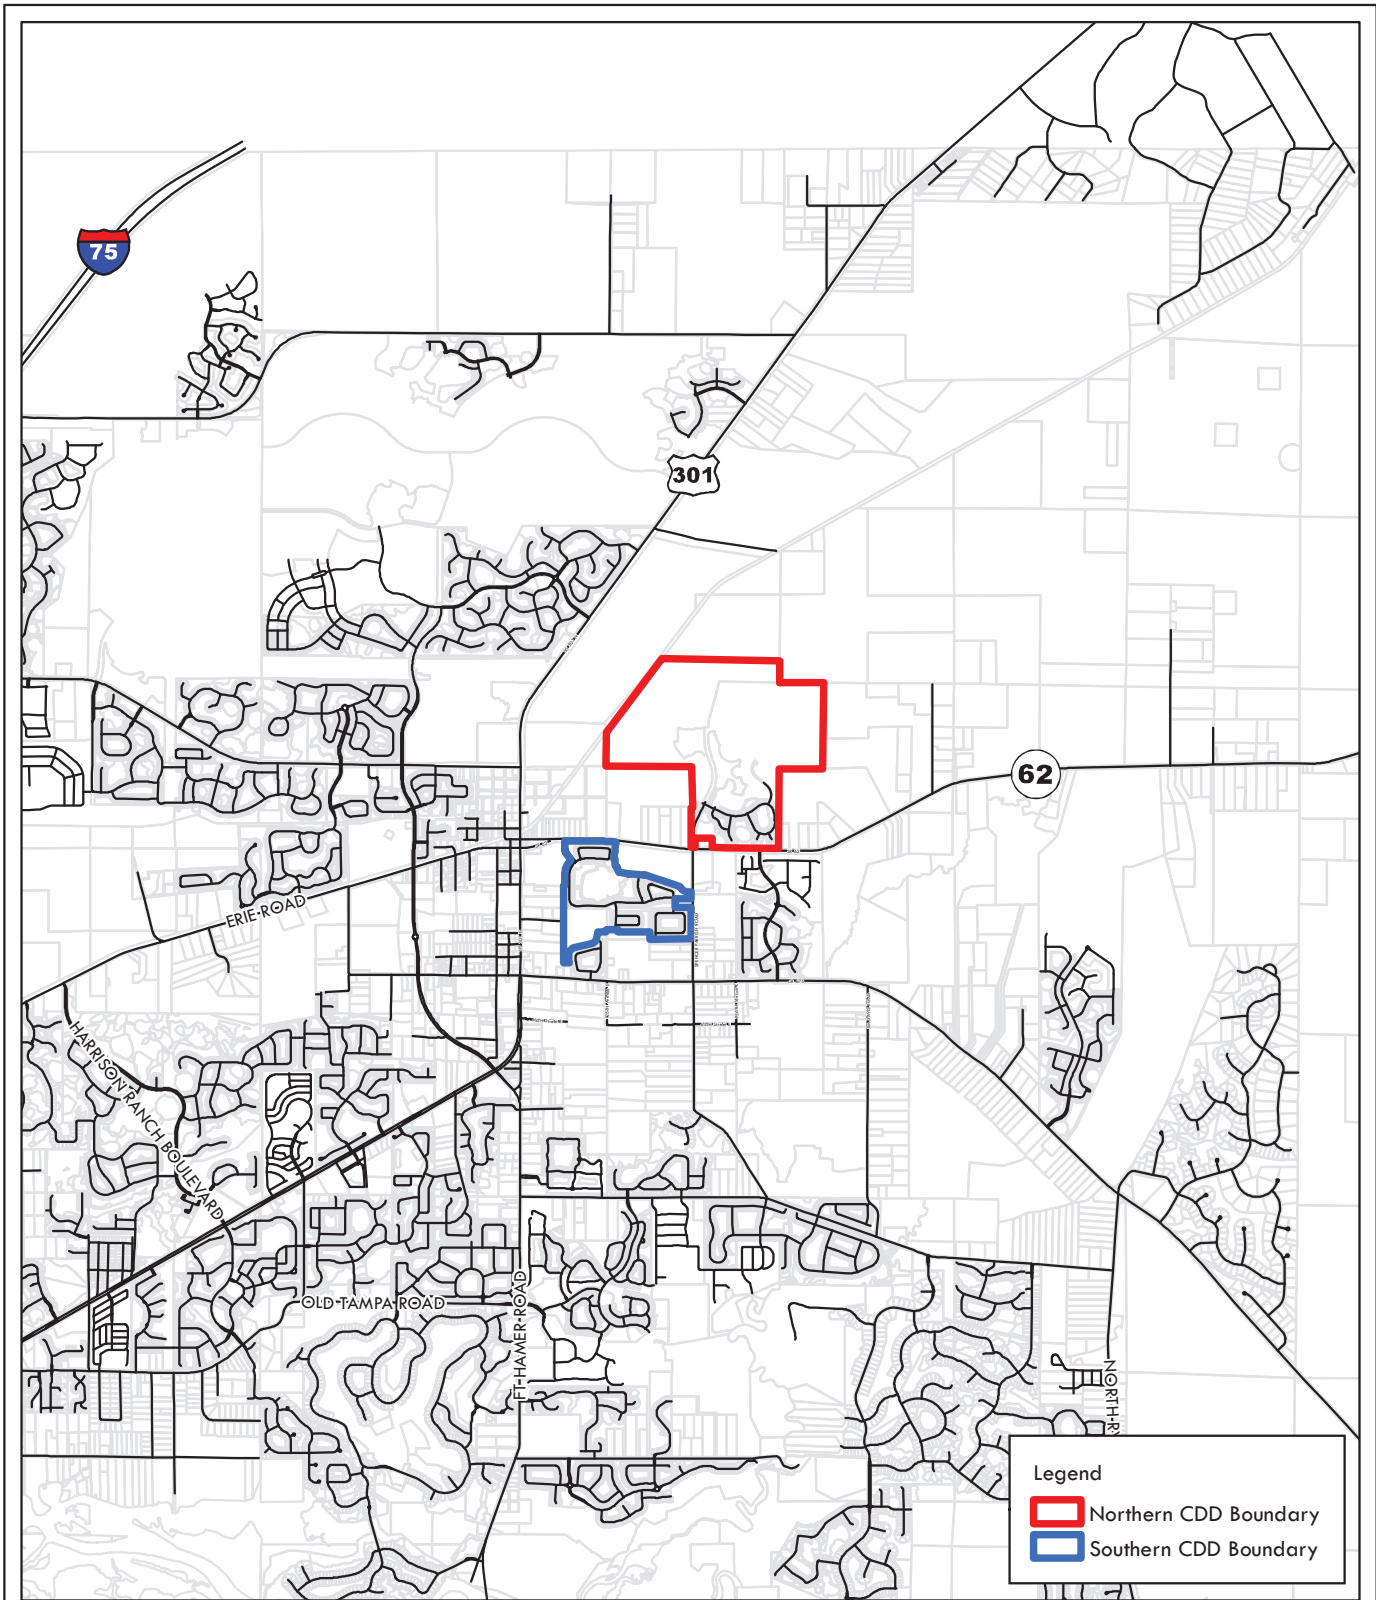 75
301
62
ERIE ROAD
HARRISON RANCH BOULEVARD
OLD TAMPA ROAD
FT HAMER ROAD
NORTH R
Legend
Northern CDD Boundary
Southern CDD Boundary